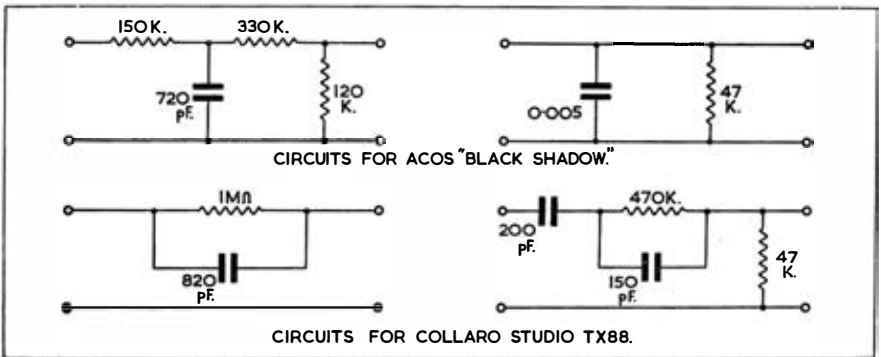 150K.
330K.
720 pF.
120 K.
0·005
47 K.
CIRCUITS FOR ACOS "BLACK SHADOW."
1MΩ
820 pF.
200 pF.
470K.
150 pF.
47 K.
CIRCUITS FOR COLLARO STUDIO TX88.